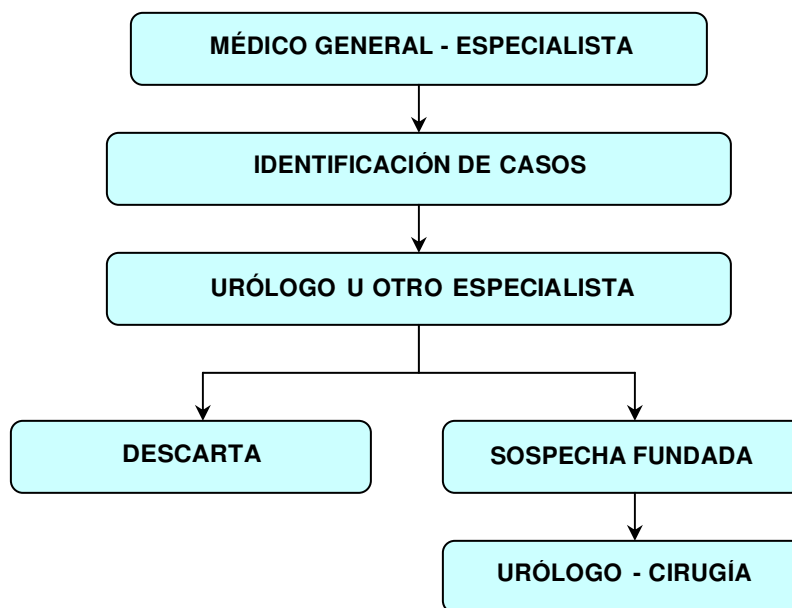 MÉDICO GENERAL - ESPECIALISTA
IDENTIFICACIÓN DE CASOS
URÓLOGO U OTRO ESPECIALISTA
DESCARTA
SOSPECHA FUNDADA
URÓLOGO - CIRUGÍA